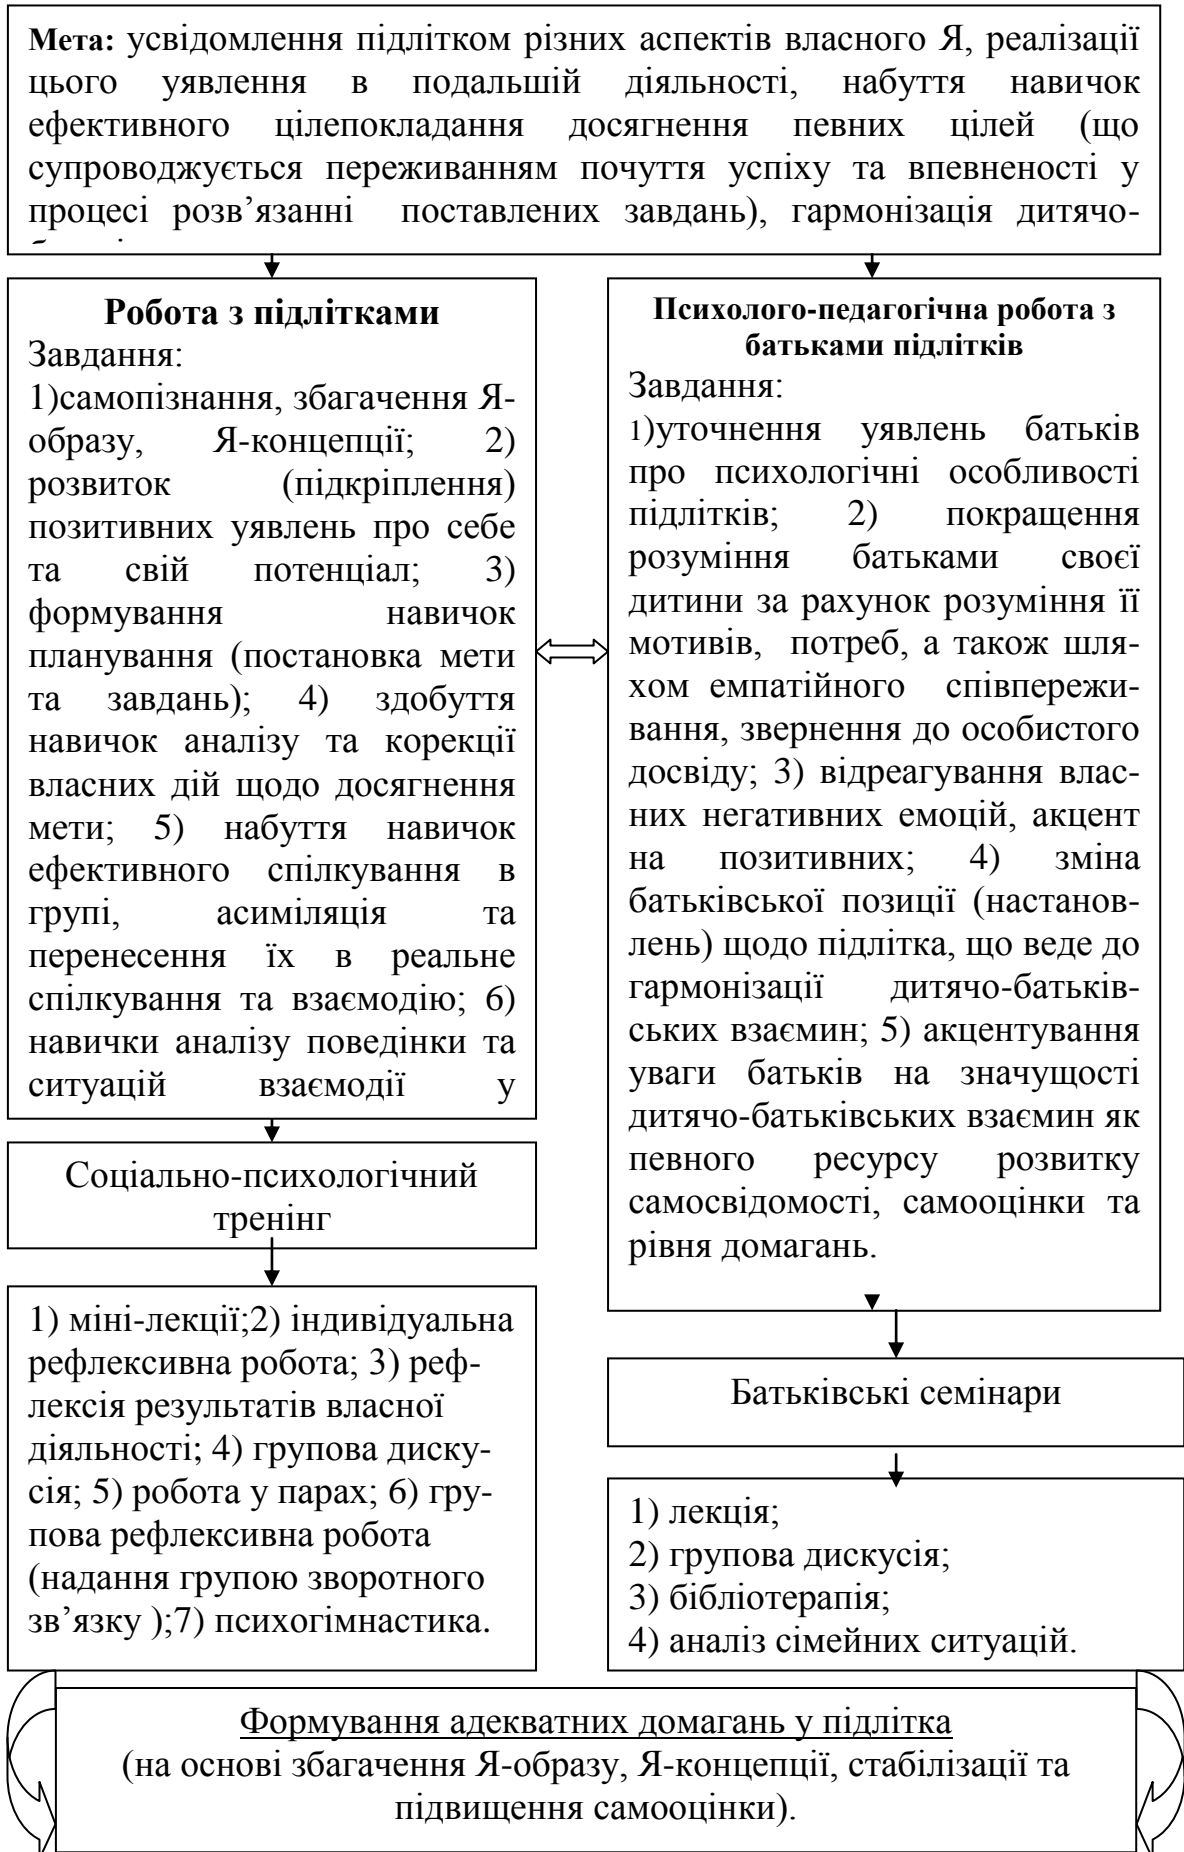 Мета: усвідомлення підлітком різних аспектів власного Я, реалізації
цього уявлення в подальшій діяльності, набуття навичок
ефективного цілепокладання досягнення певних цілей (що
супроводжується переживанням почуття успіху та впевненості у
процесі розв’язанні поставлених завдань), гармонізація дитячо-
Робота з підлітками
Завдання:
1)самопізнання, збагачення Я-
образу, Я-концепції; 2)
розвиток (підкріплення)
позитивних уявлень про себе
та свій потенціал; 3)
формування навичок
планування (постановка мети
та завдань); 4) здобуття
навичок аналізу та корекції
власних дій щодо досягнення
мети; 5) набуття навичок
ефективного спілкування в
групі, асиміляція та
перенесення їх в реальне
спілкування та взаємодію; 6)
навички аналізу поведінки та
ситуацій взаємодії у
Соціально-психологічний
тренінг
1) міні-лекції;2) індивідуальна
рефлексивна робота; 3) реф-
лексія результатів власної
діяльності; 4) групова диску-
сія; 5) робота у парах; 6) гру-
пова рефлексивна робота
(надання групою зворотного
зв’язку );7) психогімнастика.
Психолого-педагогічна робота з
батьками підлітків
Завдання:
1)уточнення уявлень батьків
про психологічні особливості
підлітків; 2) покращення
розуміння батьками своєї
дитини за рахунок розуміння її
мотивів, потреб, а також шля-
хом емпатійного співпережи-
вання, звернення до особистого
досвіду; 3) відреагування влас-
них негативних емоцій, акцент
на позитивних; 4) зміна
батьківської позиції (настанов-
лень) щодо підлітка, що веде до
гармонізації дитячо-батьків-
ських взаємин; 5) акцентування
уваги батьків на значущості
дитячо-батьківських взаємин як
певного ресурсу розвитку
самосвідомості, самооцінки та
рівня домагань.
Батьківські семінари
1) лекція;
2) групова дискусія;
3) бібліотерапія;
4) аналіз сімейних ситуацій.
Формування адекватних домагань у підлітка
(на основі збагачення Я-образу, Я-концепції, стабілізації та
підвищення самооцінки).